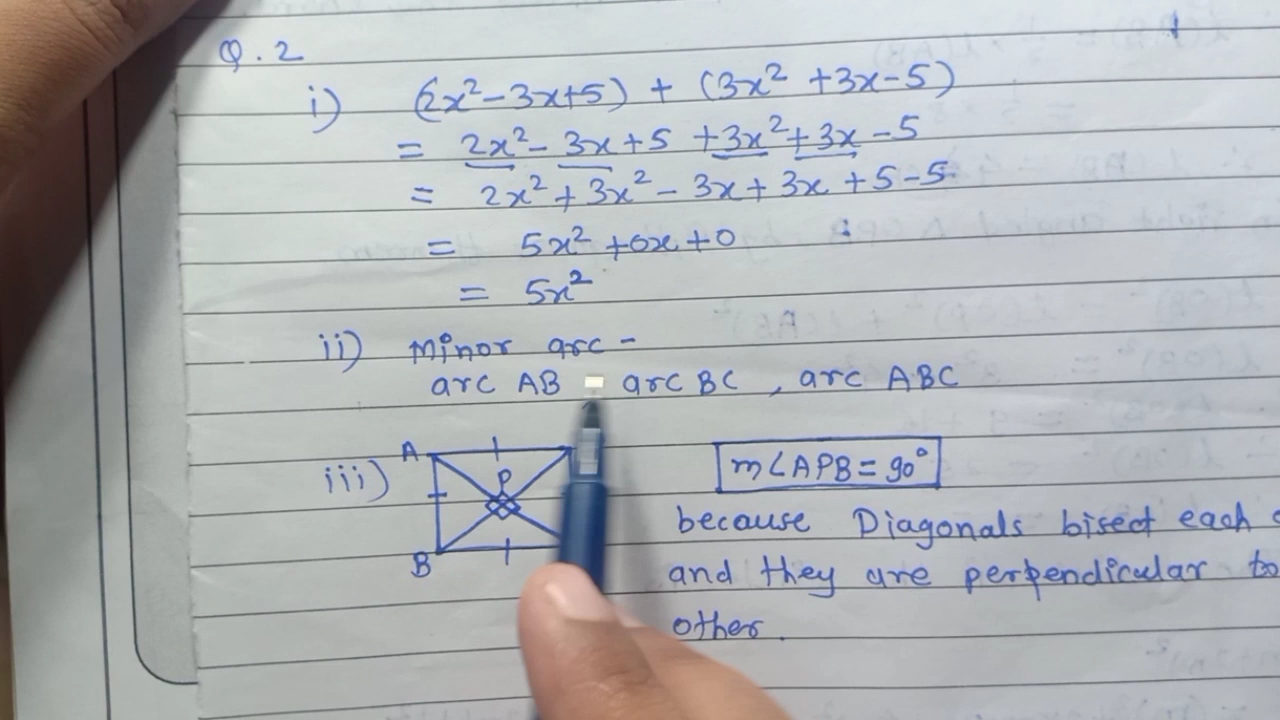 Q.2
i) (2x² - 3x + 5) + (3x² + 3x - 5)
= 2x² - 3x + 5 + 3x² + 3x - 5
= 2x² + 3x² - 3x + 3x + 5 - 5
= 5x² + 0x + 0
= 5x²
ii) Minor arc -
arc AB arc BC , arc ABC
iii) A P B
m∠APB = 90°
because Diagonals bisect each
and they are perpendicular to
other.